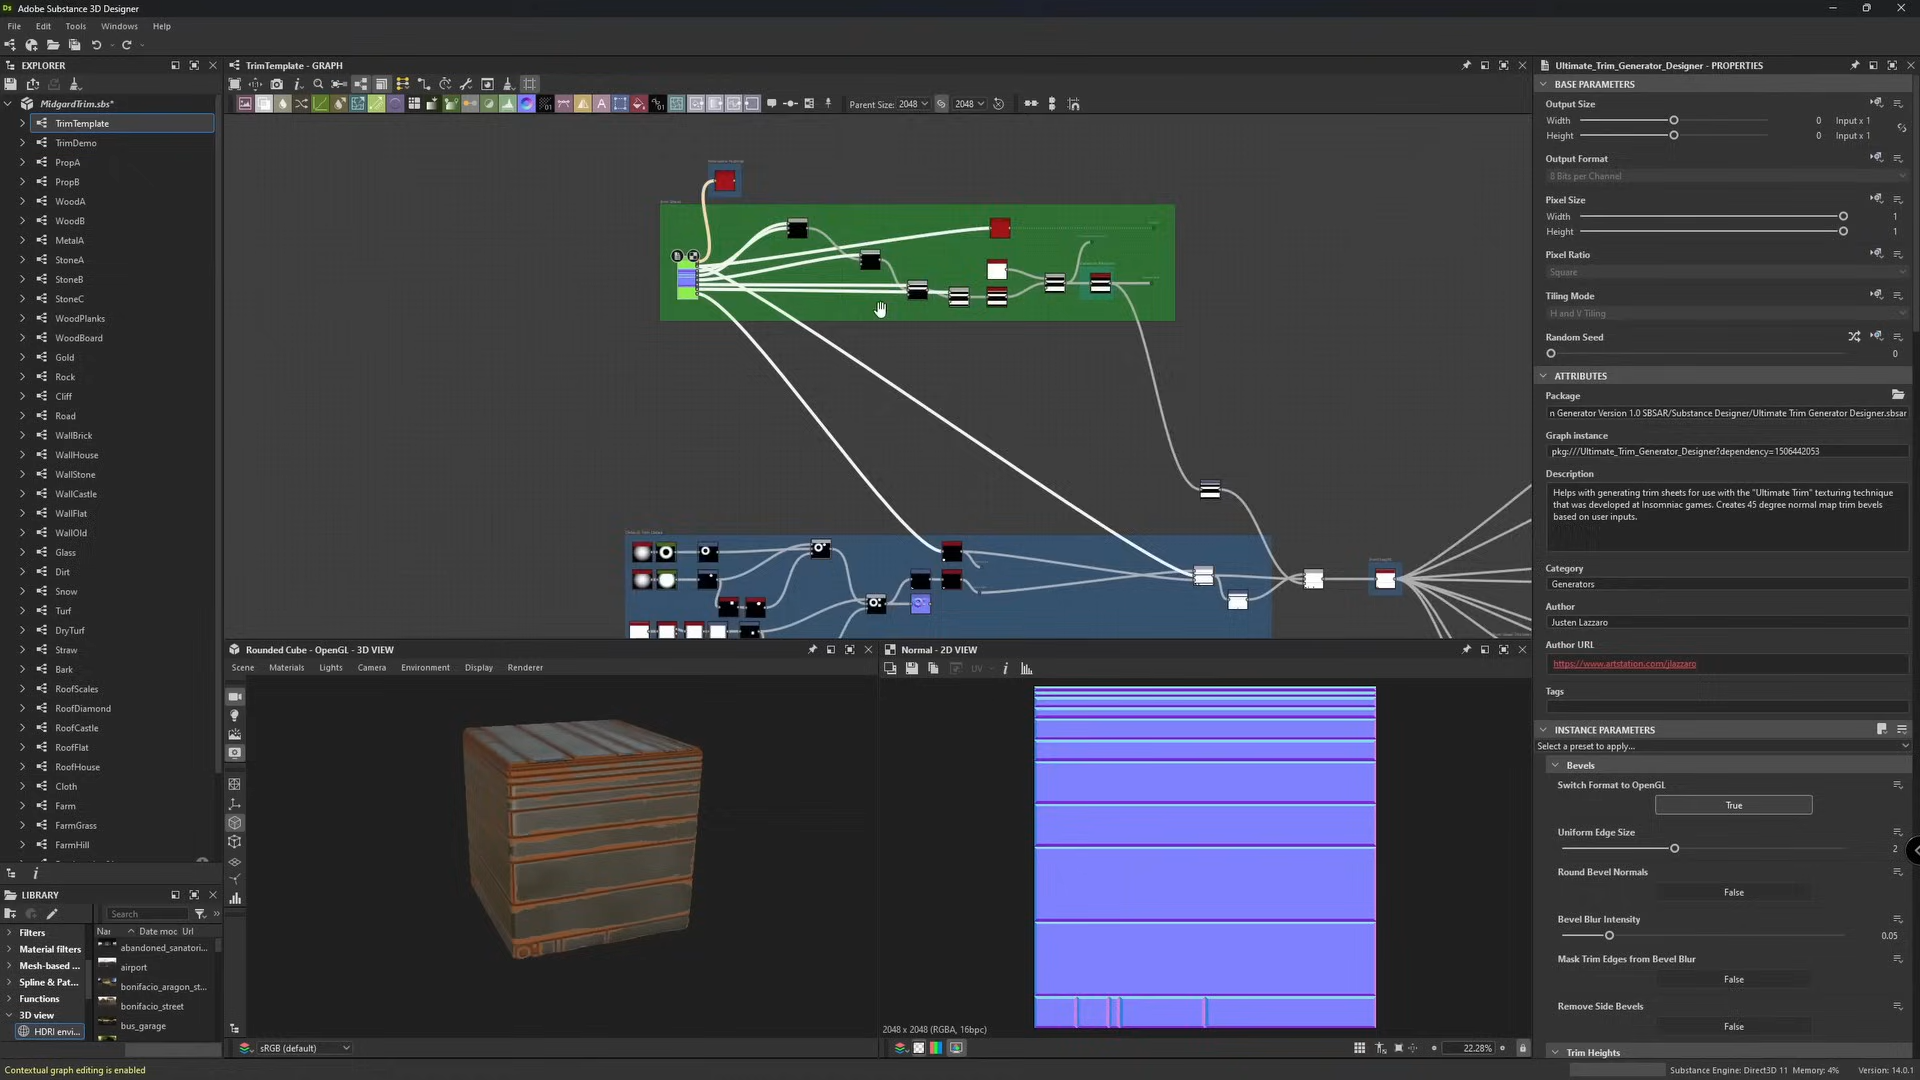 Adobe Substance 3D Designer
File Edit Tools Windows Help
EXPLORER
MidgardTrim.sbs*
TrimTemplate
TrimDemo
PropA
PropB
WoodA
WoodB
MetalA
StoneA
StoneB
StoneC
WoodPlanks
WoodBoard
Gold
Rock
Cliff
Road
WallBrick
WallHouse
WallStone
WallCastle
WallFlat
WallOld
Glass
Dirt
Snow
Turf
DryTurf
Straw
Bark
RoofScales
RoofDiamond
RoofCastle
RoofFlat
RoofHouse
Cloth
Farm
FarmGrass
FarmHill
LIBRARY
Search
Filters
Material filters
Mesh-based ...
Spline & Pat...
Functions
3D view
HDRI envi...
Nar Date moc Url
abandoned_sanatori...
airport
bonifacio_aragon_st...
bonifacio_street
bus_garage
Contextual graph editing is enabled
TrimTemplate - GRAPH
Parent Size: 2048 2048
Rounded Cube - OpenGL - 3D VIEW
Scene Materials Lights Camera Environment Display Renderer
sRGB (default)
Normal - 2D VIEW
UV
2048 x 2048 (RGBA, 16bpc)
22.28%
Ultimate_Trim_Generator_Designer - PROPERTIES
BASE PARAMETERS
Output Size
Width 0 Input x 1
Height 0 Input x 1
Output Format
8 Bits per Channel
Pixel Size
Width 1
Height 1
Pixel Ratio
Square
Tiling Mode
H and V Tiling
Random Seed
0
ATTRIBUTES
Package
n Generator Version 1.0 SBSAR/Substance Designer/Ultimate Trim Generator Designer.sbsar
Graph instance
pkg:///Ultimate_Trim_Generator_Designer?dependency=1506442053
Description
Helps with generating trim sheets for use with the "Ultimate Trim" texturing technique
that was developed at Insomniac games. Creates 45 degree normal map trim bevels
based on user inputs.
Category
Generators
Author
Justen Lazzaro
Author URL
https://www.artstation.com/jlazzaro
Tags
INSTANCE PARAMETERS
Select a preset to apply...
Bevels
Switch Format to OpenGL
True
Uniform Edge Size
2
Round Bevel Normals
False
Bevel Blur Intensity
0.05
Mask Trim Edges from Bevel Blur
False
Remove Side Bevels
False
Trim Heights
Substance Engine: Direct3D 11 Memory: 4% Version: 14.0.1